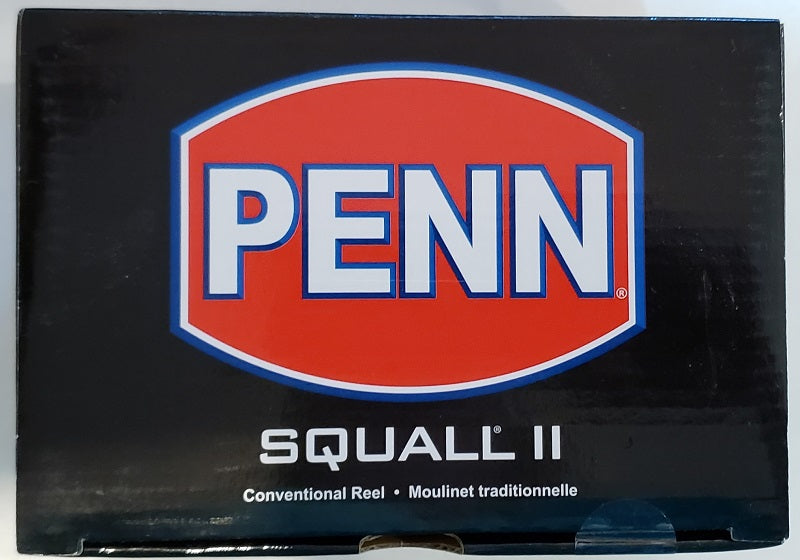 PENN®
SQUALL® II
Conventional Reel • Moulinet traditionnelle